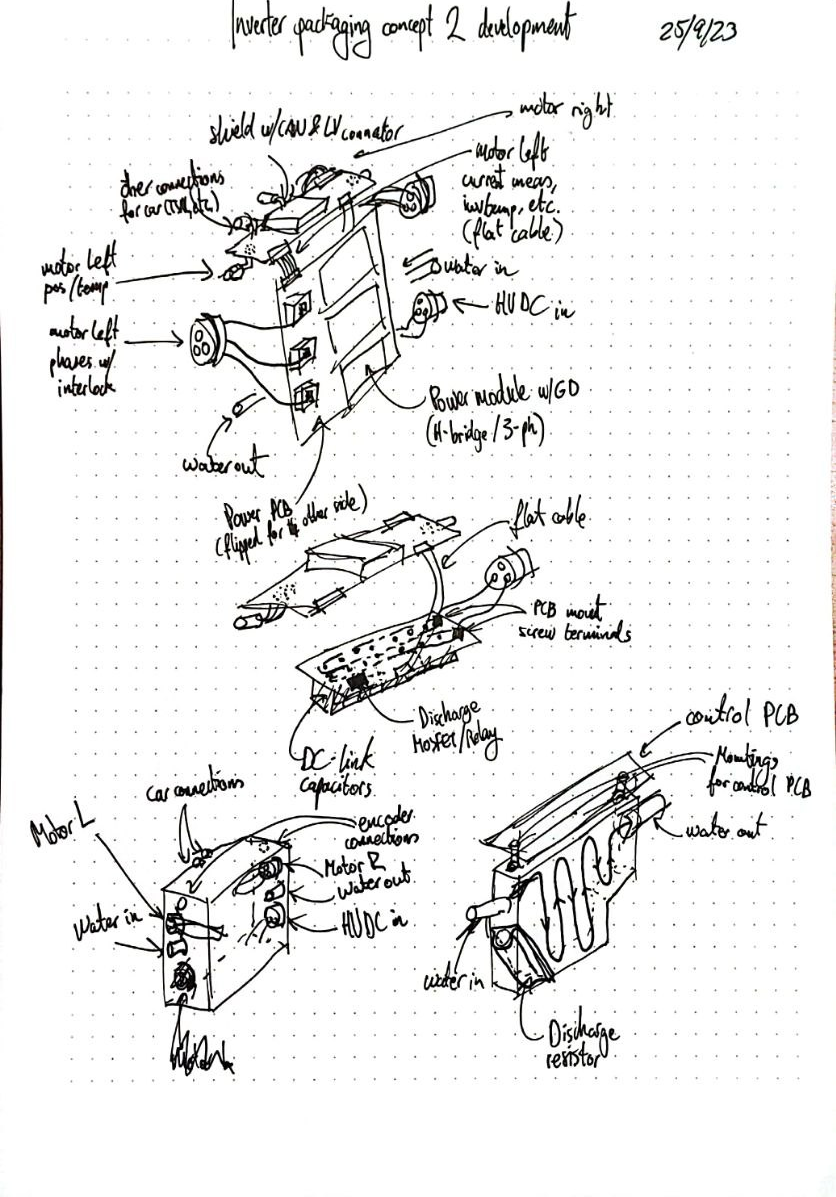 Inverter packaging concept 2 development 25/9/23
motor right
shield w/CAN & LV connator
motor left
current meas,
inv temp, etc.
(flat cable)
other connections
for car (TSAL, etc.)
motor left
pos/temp
water in
HVDC in
motor left
phases w/
interlock
Power module w/GD
(H-bridge/3-ph)
water out
Power PCB
(flipped for other side)
flat cable
PCB mount
screw terminals
Discharge
Mosfet/Relay
DC-link
capacitors
control PCB
Mountings
for control PCB
water out
car connections
encoder
connections
Motor L
Motor R
Water out
HVDC in
Water in
water in
Discharge
resistor